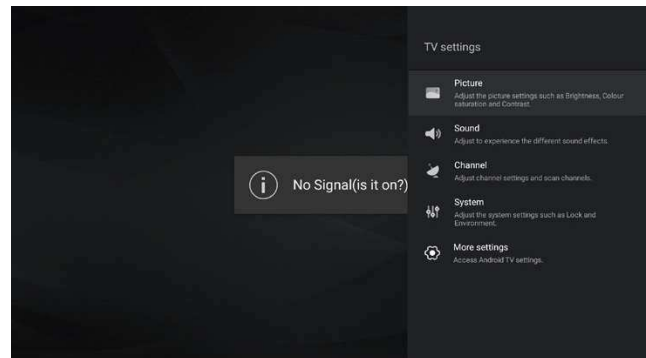 TV settings
Picture
Adjust the picture settings such as Brightness, Colour
saturation and Contrast.
Sound
Adjust to experience the different sound effects.
Channel
Adjust channel settings and scan channels.
No Signal(is it on?)
System
Adjust the system settings such as Lock and
Environment.
More settings
Access Android TV settings.